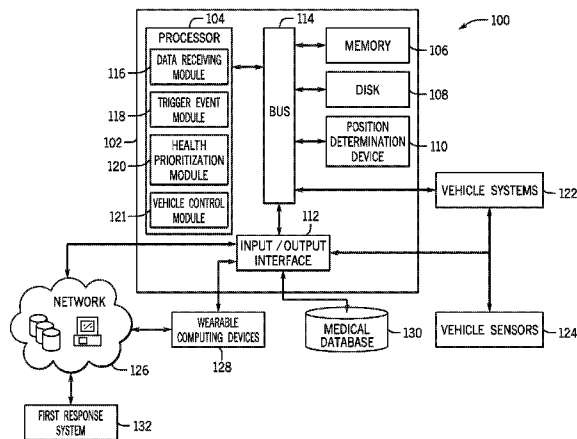 100
104
114
PROCESSOR
116
DATA RECEIVING
MODULE
118
TRIGGER EVENT
MODULE
102
HEALTH
PRIORITIZATION
MODULE
120
121
VEHICLE CONTROL
MODULE
BUS
MEMORY
106
DISK
108
POSITION
DETERMINATION
DEVICE
110
112
INPUT / OUTPUT
INTERFACE
VEHICLE SYSTEMS
122
NETWORK
126
WEARABLE
COMPUTING DEVICES
128
MEDICAL
DATABASE
130
VEHICLE SENSORS
124
FIRST RESPONSE
SYSTEM
132